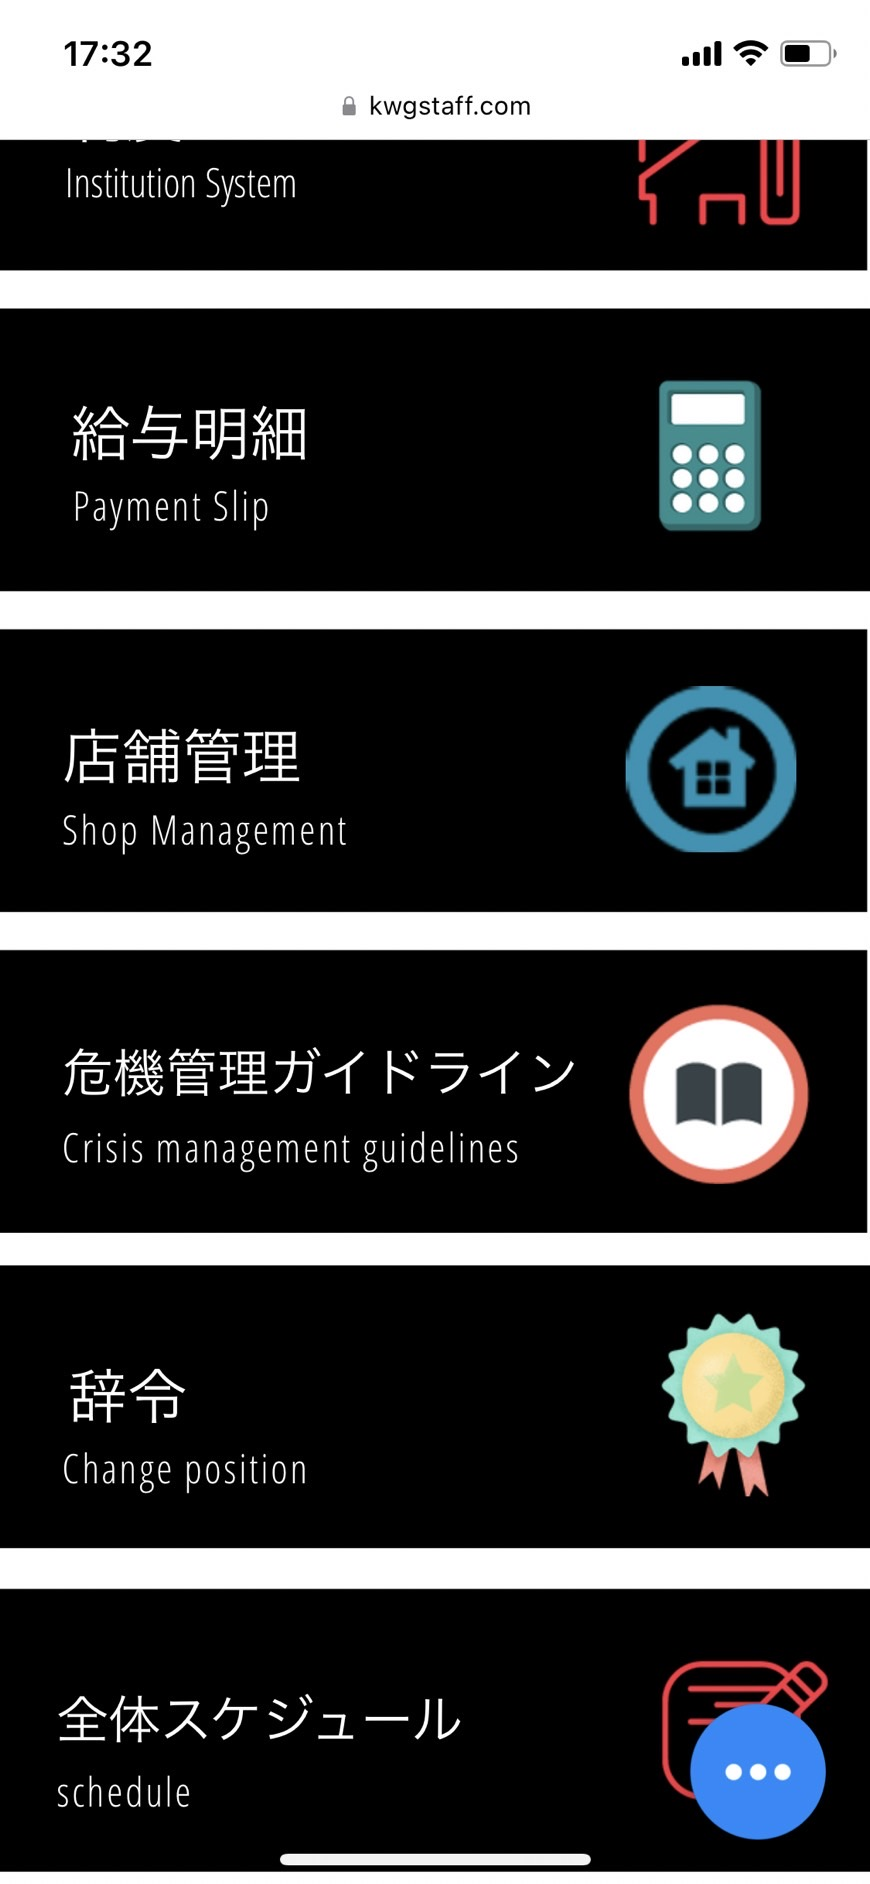 17:32
kwgstaff.com
Institution System
給与明細
Payment Slip
店舗管理
Shop Management
危機管理ガイドライン
Crisis management guidelines
辞令
Change position
全体スケジュール
schedule